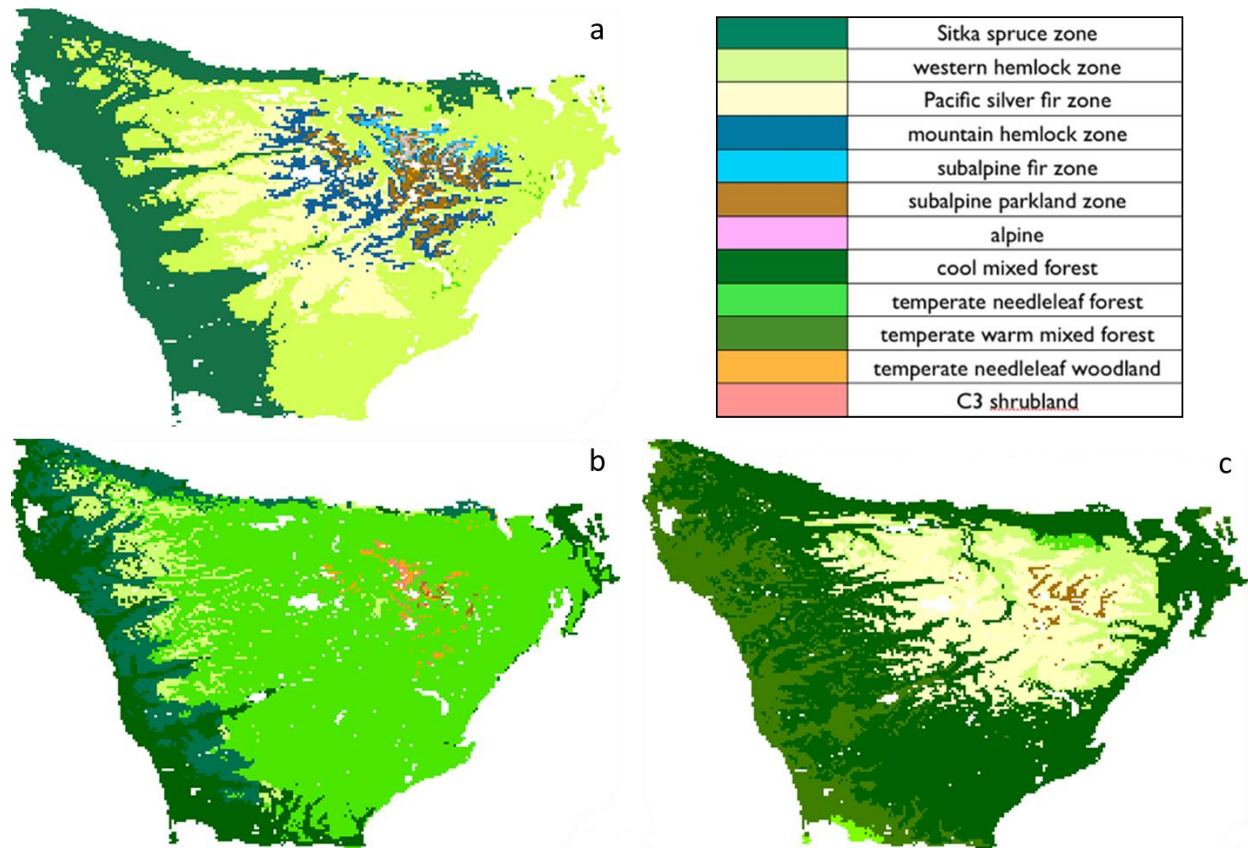 a
Sitka spruce zone
western hemlock zone
Pacific silver fir zone
mountain hemlock zone
subalpine fir zone
subalpine parkland zone
alpine
cool mixed forest
temperate needleleaf forest
temperate warm mixed forest
temperate needleleaf woodland
C3 shrubland
b
c